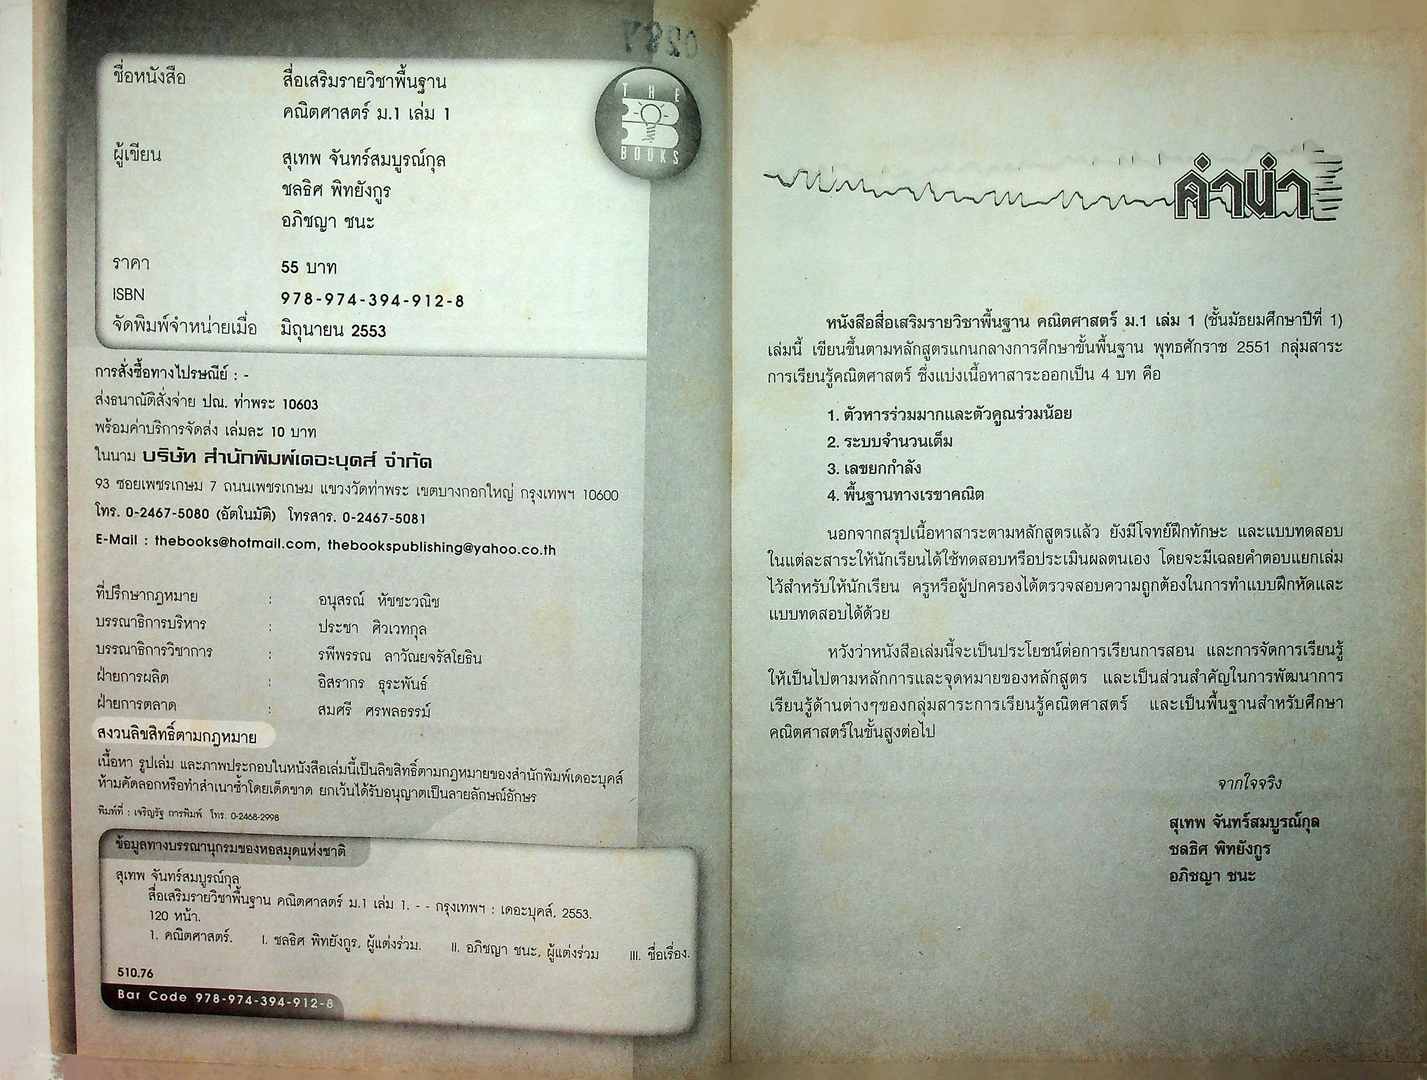 0287
ชื่อหนังสือ สื่อเสริมรายวิชาพื้นฐาน
คณิตศาสตร์ ม.1 เล่ม 1
THE
BOOKS
ผู้เขียน สุเทพ จันทร์สมบูรณ์กุล
ชลธิศ พิทยังกูร
อภิชญา ชนะ
ราคา 55 บาท
ISBN 978-974-394-912-8
จัดพิมพ์จำหน่ายเมื่อ มิถุนายน 2553
การสั่งซื้อทางไปรษณีย์ : -
ส่งธนาณัติสั่งจ่าย ปณ. ท่าพระ 10603
พร้อมค่าบริการจัดส่ง เล่มละ 10 บาท
ในนาม บริษัท สำนักพิมพ์เดอะบุคส์ จำกัด
93 ซอยเพชรเกษม 7 ถนนเพชรเกษม แขวงวัดท่าพระ เขตบางกอกใหญ่ กรุงเทพฯ 10600
โทร. 0-2467-5080 (อัตโนมัติ) โทรสาร. 0-2467-5081
E-Mail : thebooks@hotmail.com, thebookspublishing@yahoo.co.th
ที่ปรึกษากฎหมาย : อนุสรณ์ หัชชะวณิช
บรรณาธิการบริหาร : ประชา ศิวเวทกุล
บรรณาธิการวิชาการ : รพีพรรณ ลาวัณยจรัสโยธิน
ฝ่ายการผลิต : อิสรากร ธุระพันธ์
ฝ่ายการตลาด : สมศรี ศรพลธรรม์
สงวนลิขสิทธิ์ตามกฎหมาย
เนื้อหา รูปเล่ม และภาพประกอบในหนังสือเล่มนี้เป็นลิขสิทธิ์ตามกฎหมายของสำนักพิมพ์เดอะบุคส์
ห้ามคัดลอกหรือทำสำเนาซ้ำโดยเด็ดขาด ยกเว้นได้รับอนุญาตเป็นลายลักษณ์อักษร
พิมพ์ที่ : เจริญรัฐ การพิมพ์ โทร. 0-2468-2998
ข้อมูลทางบรรณานุกรมของหอสมุดแห่งชาติ
สุเทพ จันทร์สมบูรณ์กุล
สื่อเสริมรายวิชาพื้นฐาน คณิตศาสตร์ ม.1 เล่ม 1. - - กรุงเทพฯ : เดอะบุคส์, 2553.
120 หน้า.
1. คณิตศาสตร์. I. ชลธิศ พิทยังกูร, ผู้แต่งร่วม. II. อภิชญา ชนะ, ผู้แต่งร่วม III. ชื่อเรื่อง.
510.76
Bar Code 978-974-394-912-8
คำนำ
หนังสือสื่อเสริมรายวิชาพื้นฐาน คณิตศาสตร์ ม.1 เล่ม 1 (ชั้นมัธยมศึกษาปีที่ 1)
เล่มนี้ เขียนขึ้นตามหลักสูตรแกนกลางการศึกษาขั้นพื้นฐาน พุทธศักราช 2551 กลุ่มสาระ
การเรียนรู้คณิตศาสตร์ ซึ่งแบ่งเนื้อหาสาระออกเป็น 4 บท คือ
1. ตัวหารร่วมมากและตัวคูณร่วมน้อย
2. ระบบจำนวนเต็ม
3. เลขยกกำลัง
4. พื้นฐานทางเรขาคณิต
นอกจากสรุปเนื้อหาสาระตามหลักสูตรแล้ว ยังมีโจทย์ฝึกทักษะ และแบบทดสอบ
ในแต่ละสาระให้นักเรียนได้ใช้ทดสอบหรือประเมินผลตนเอง โดยจะมีเฉลยคำตอบแยกเล่ม
ไว้สำหรับให้นักเรียน ครูหรือผู้ปกครองได้ตรวจสอบความถูกต้องในการทำแบบฝึกหัดและ
แบบทดสอบได้ด้วย
หวังว่าหนังสือเล่มนี้จะเป็นประโยชน์ต่อการเรียนการสอน และการจัดการเรียนรู้
ให้เป็นไปตามหลักการและจุดหมายของหลักสูตร และเป็นส่วนสำคัญในการพัฒนาการ
เรียนรู้ด้านต่างๆของกลุ่มสาระการเรียนรู้คณิตศาสตร์ และเป็นพื้นฐานสำหรับศึกษา
คณิตศาสตร์ในขั้นสูงต่อไป
จากใจจริง
สุเทพ จันทร์สมบูรณ์กุล
ชลธิศ พิทยังกูร
อภิชญา ชนะ